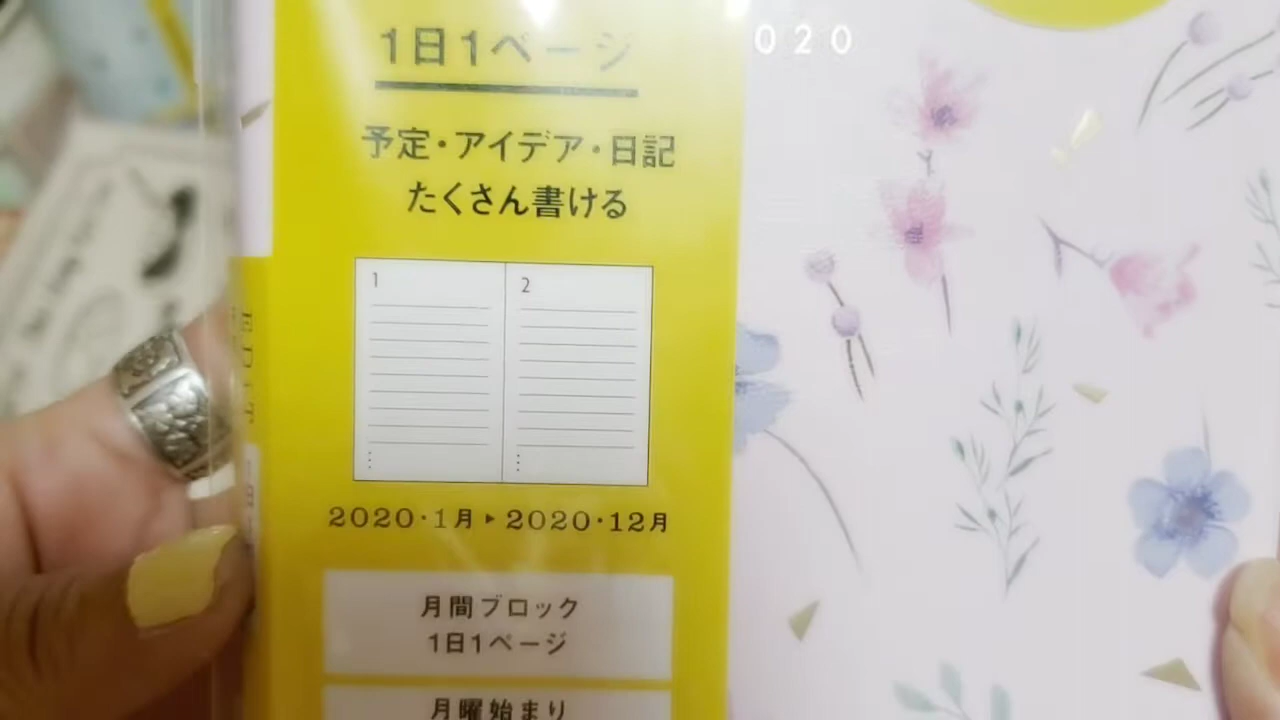 1日1ページ
020
予定・アイデア・日記
たくさん書ける
1
2
2020・1月▸2020・12月
月間ブロック
1日1ページ
月曜始まり
EDiT